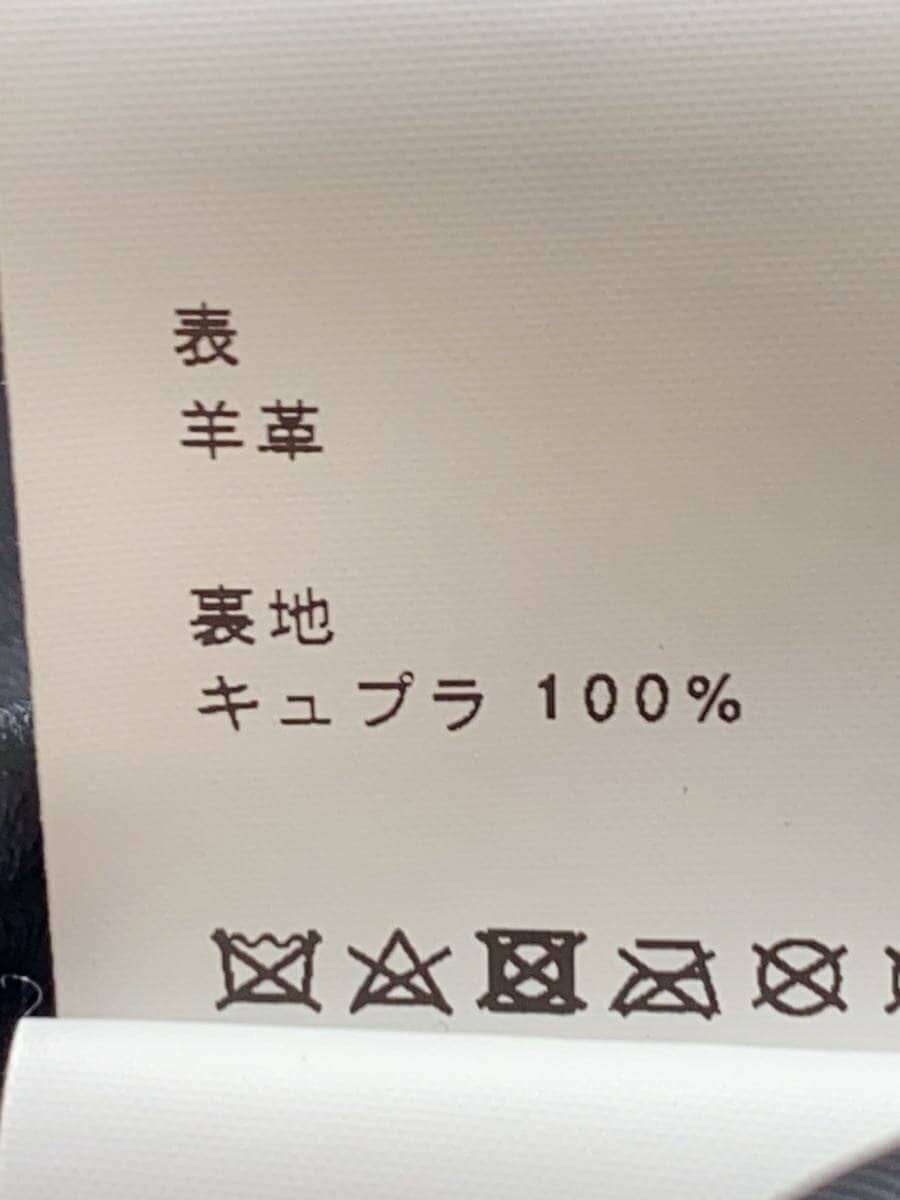 表
羊革
裏地
キュプラ 100%